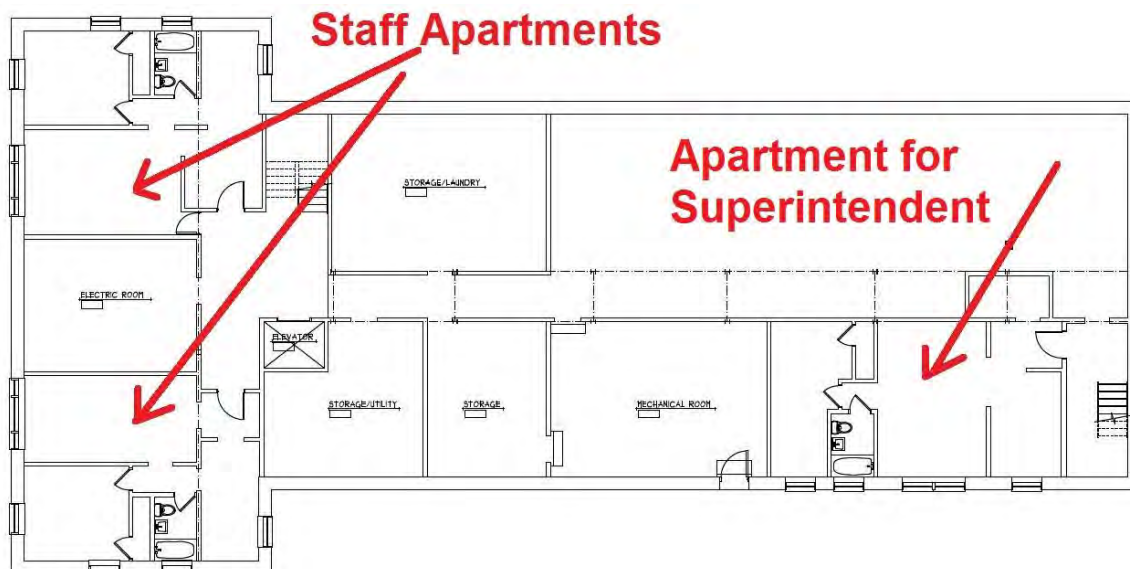 Staff Apartments
Apartment for
Superintendent
STORAGE/LAUNDRY
ELECTRIC ROOM
ELEVATOR
STORAGE/UTILITY
STORAGE
MECHANICAL ROOM